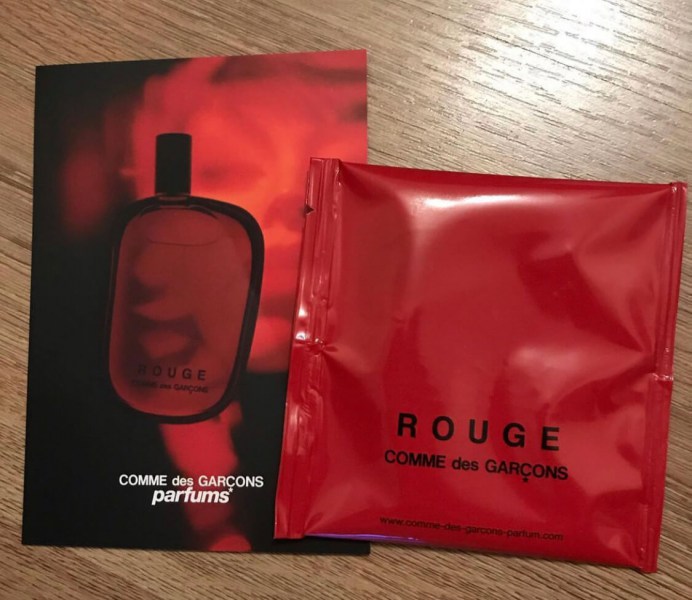 ROUGE
COMME des GARÇONS
COMME des GARÇONS
parfums*
ROUGE
COMME des GARÇONS
*
www.comme-des-garcons-parfum.com